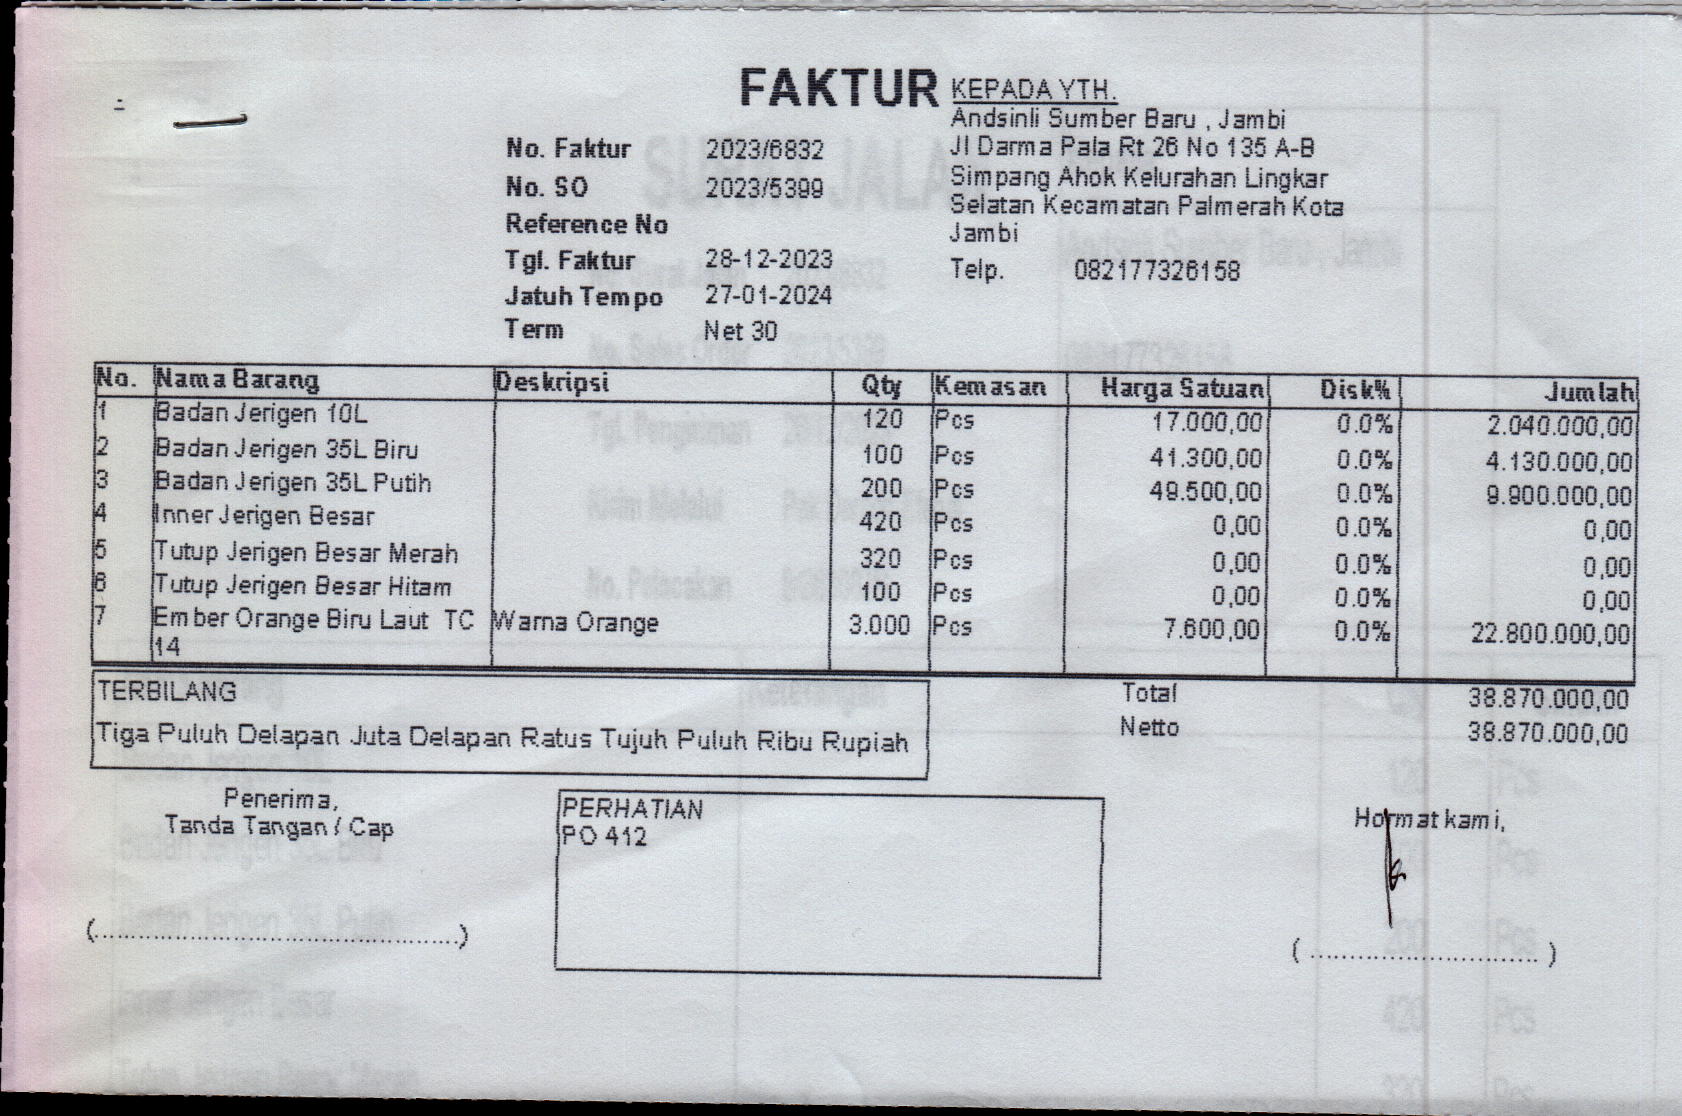 FAKTUR
KEPADA YTH.
Andsinli Sumber Baru , Jambi
Jl Darma Pala Rt 26 No 135 A-B
Simpang Ahok Kelurahan Lingkar
Selatan Kecamatan Palmerah Kota
Jambi
Telp. 082177326158
No. Faktur 2023/6832
No. SO 2023/5399
Reference No
Tgl. Faktur 28-12-2023
Jatuh Tempo 27-01-2024
Term Net 30
No. Nama Barang Deskripsi Qty Kemasan Harga Satuan Disk% Jumlah
1 Badan Jerigen 10L 120 Pcs 17.000,00 0.0% 2.040.000,00
2 Badan Jerigen 35L Biru 100 Pcs 41.300,00 0.0% 4.130.000,00
3 Badan Jerigen 35L Putih 200 Pcs 49.500,00 0.0% 9.900.000,00
4 Inner Jerigen Besar 420 Pcs 0,00 0.0% 0,00
5 Tutup Jerigen Besar Merah 320 Pcs 0,00 0.0% 0,00
6 Tutup Jerigen Besar Hitam 100 Pcs 0,00 0.0% 0,00
7 Ember Orange Biru Laut TC Warna Orange 3.000 Pcs 7.600,00 0.0% 22.800.000,00
14
TERBILANG
Tiga Puluh Delapan Juta Delapan Ratus Tujuh Puluh Ribu Rupiah
Total 38.870.000,00
Netto 38.870.000,00
Penerima,
Tanda Tangan / Cap
PERHATIAN
PO 412
Hormat kami,